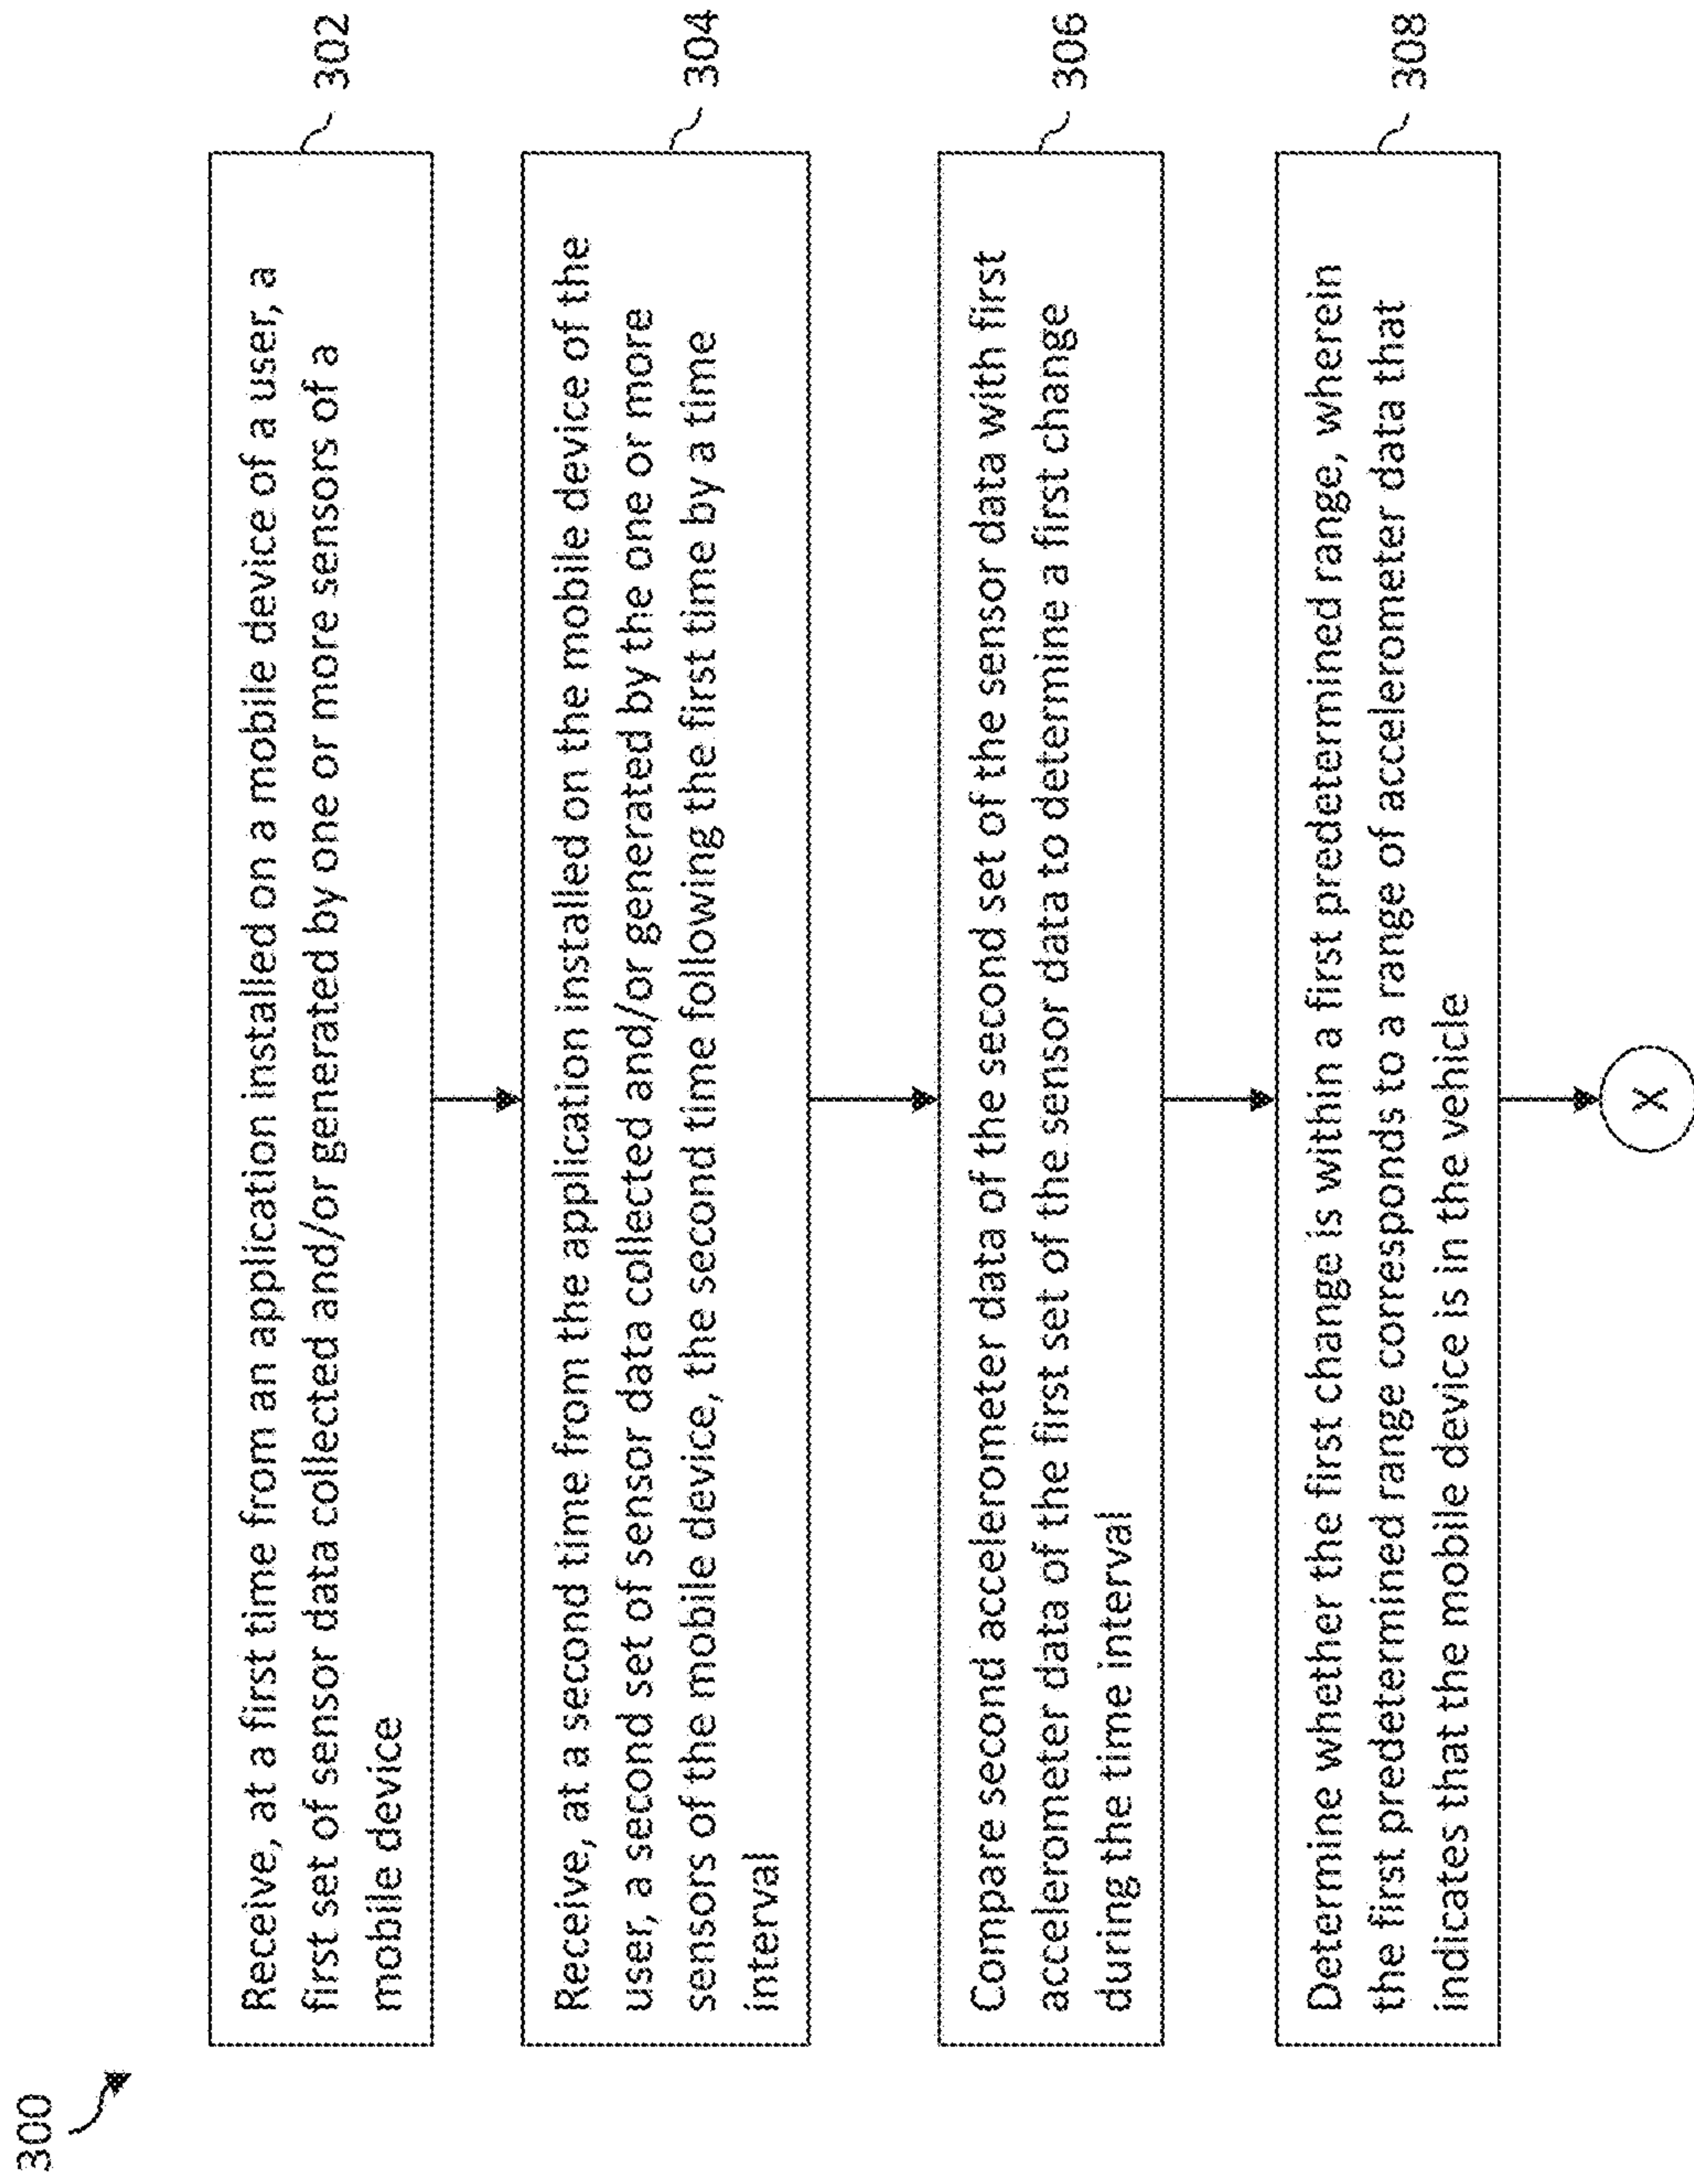 300
Receive, at a first time from an application installed on a mobile device of a user, a
first set of sensor data collected and/or generated by one or more sensors of a
mobile device
302
Receive, at a second time from the application installed on the mobile device of the
user, a second set of sensor data collected and/or generated by the one or more
sensors of the mobile device, the second time following the first time by a time
interval
304
Compare second accelerometer data of the second set of the sensor data with first
accelerometer data of the first set of the sensor data to determine a first change
during the time interval
306
Determine whether the first change is within a first predetermined range, wherein
the first predetermined range corresponds to a range of accelerometer data that
indicates that the mobile device is in the vehicle
308
X